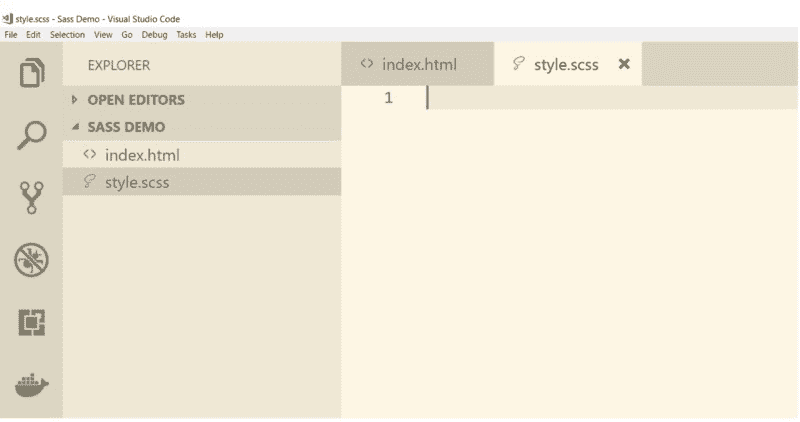 style.scss - Sass Demo - Visual Studio Code
File Edit Selection View Go Debug Tasks Help
EXPLORER
OPEN EDITORS
SASS DEMO
<> index.html
style.scss
<> index.html style.scss
1